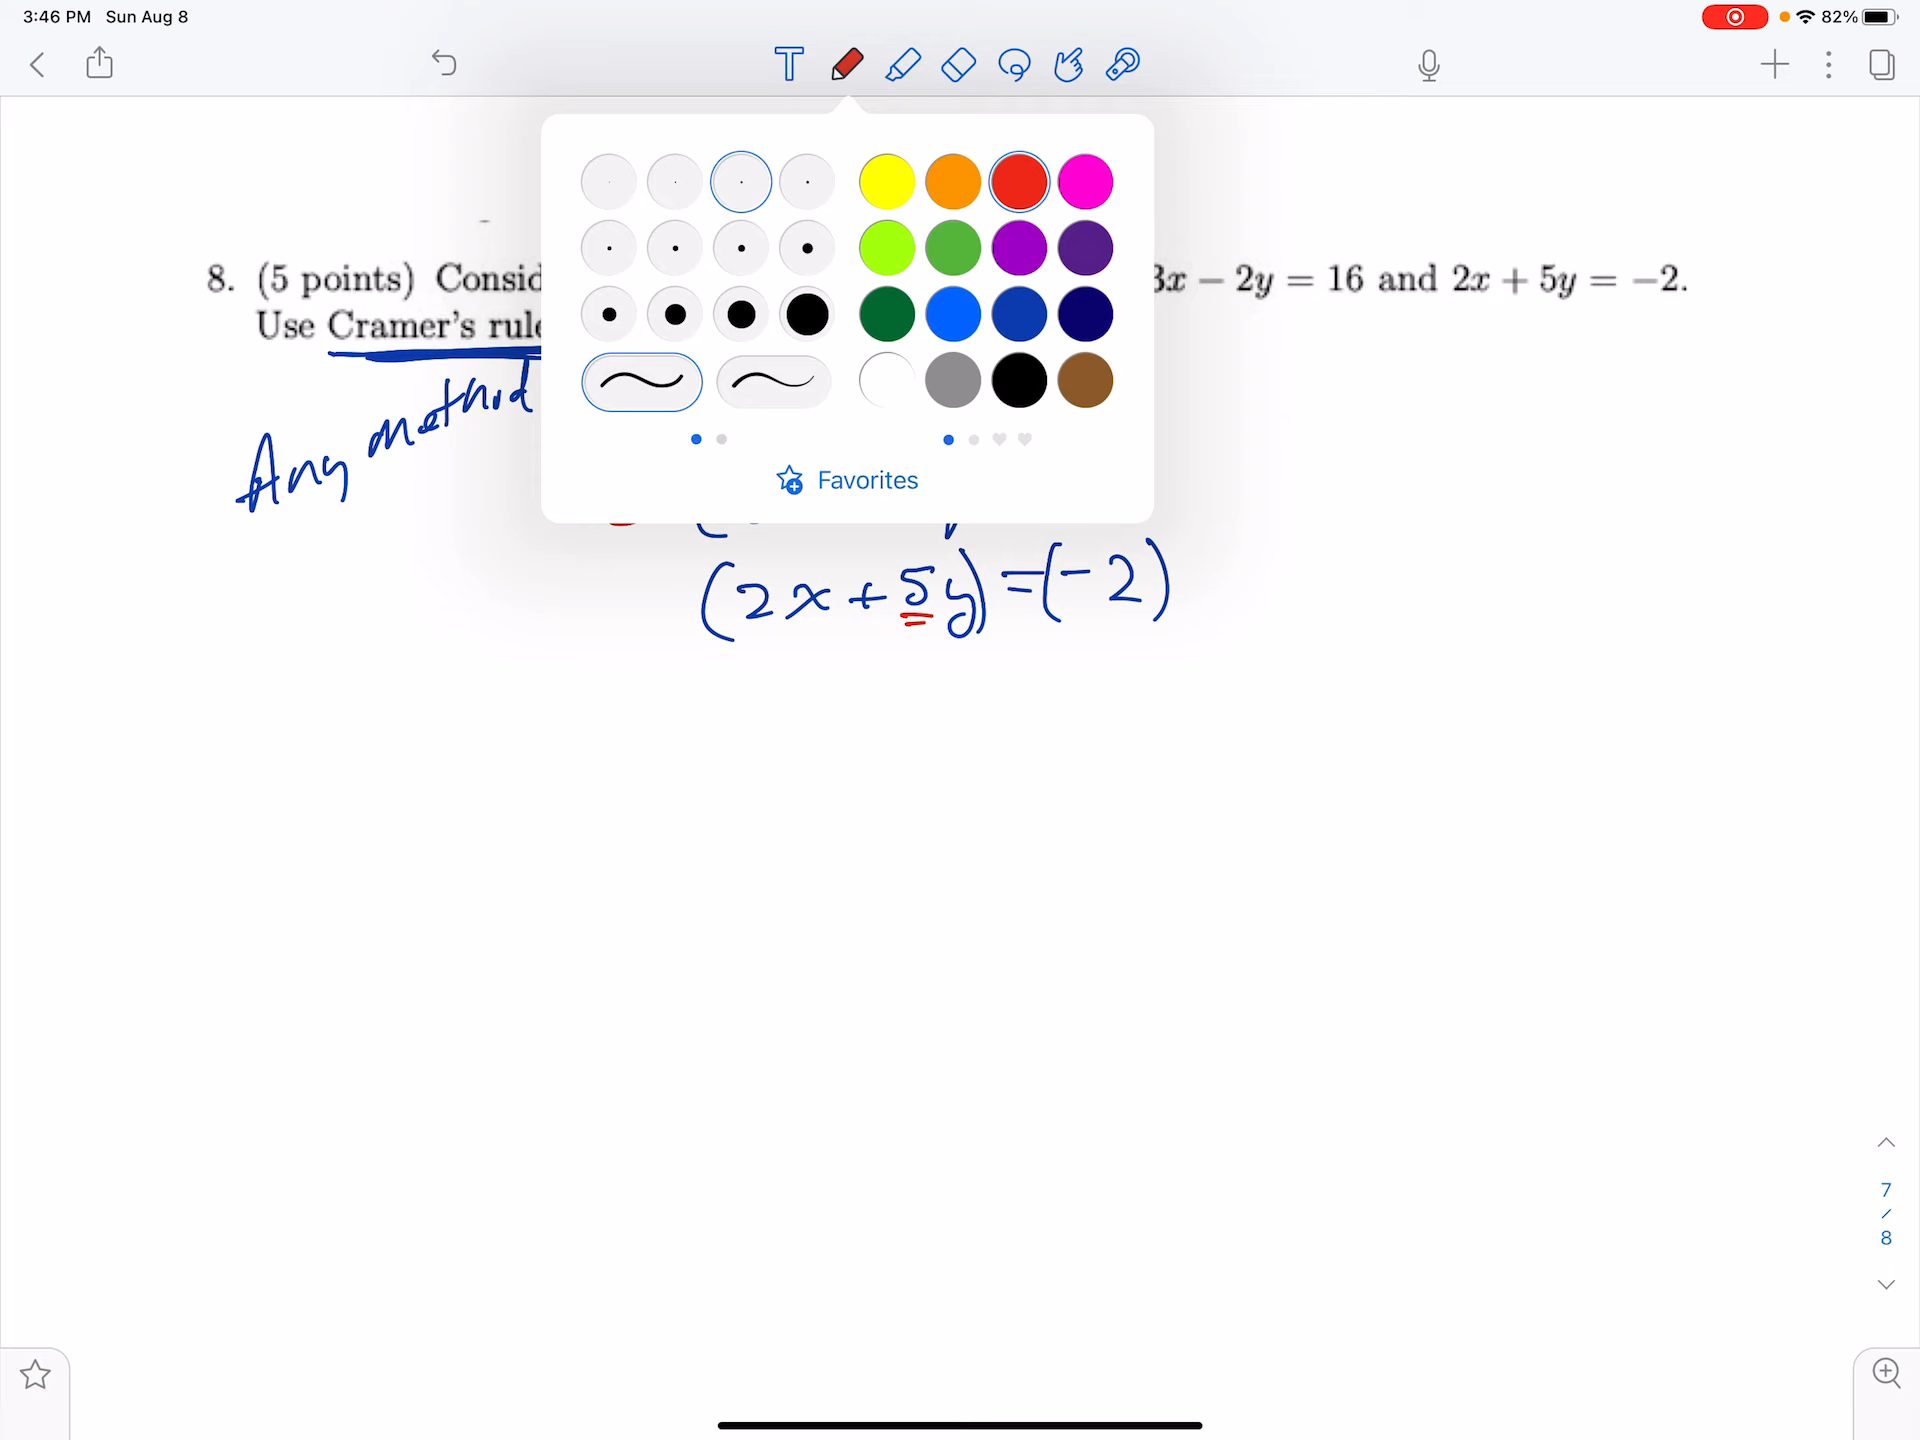 3:46 PM Sun Aug 8
82%
T
8. (5 points) Consid
3x − 2y = 16 and 2x + 5y = −2.
Use Cramer's rule
Any method
Favorites
(2x + 5y) = (-2)
7
/
8